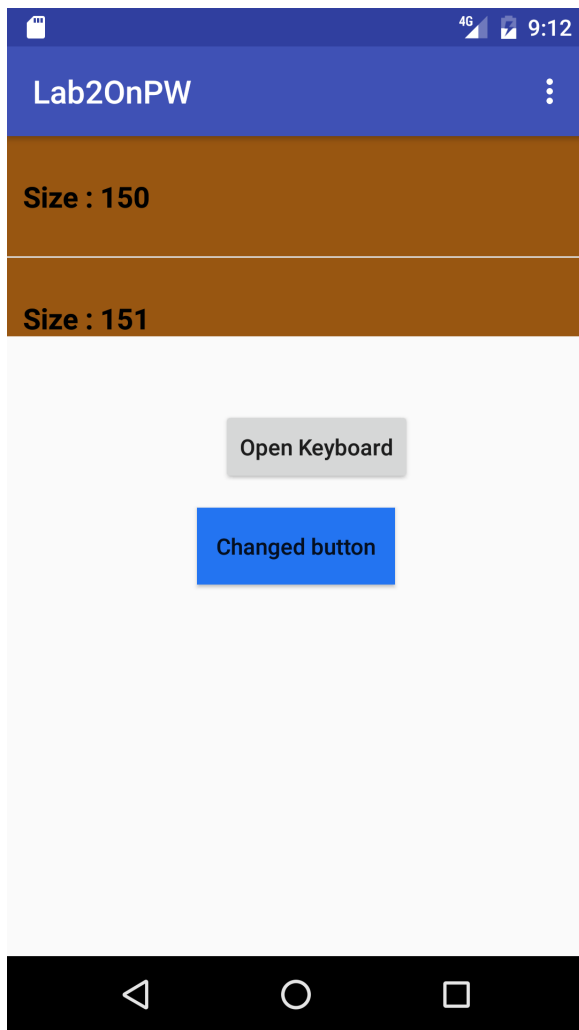 4G 9:12
Lab2OnPW
Size : 150
Size : 151
Open Keyboard
Changed button